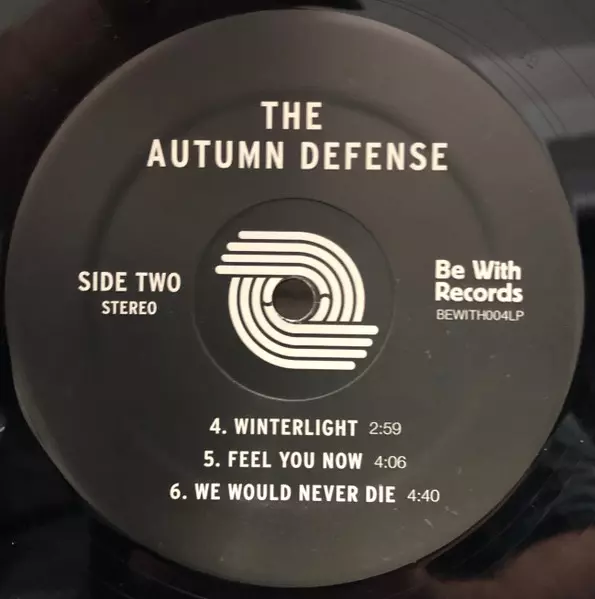 THE
AUTUMN DEFENSE
SIDE TWO
STEREO
Be With
Records
BEWITH004LP
4. WINTERLIGHT 2:59
5. FEEL YOU NOW 4:06
6. WE WOULD NEVER DIE 4:40